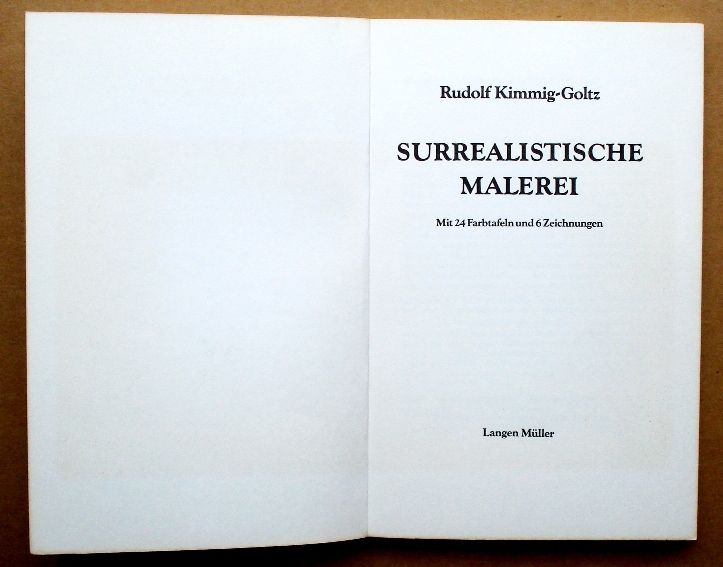 Rudolf Kimmig-Goltz
SURREALISTISCHE
MALEREI
Mit 24 Farbtafeln und 6 Zeichnungen
Langen Müller